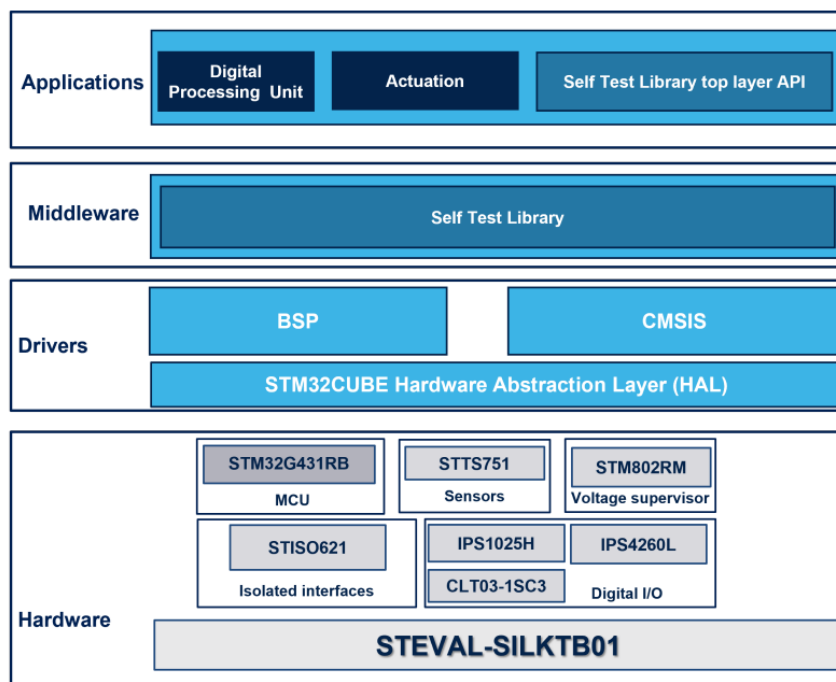 Applications
Digital
Processing Unit
Actuation
Self Test Library top layer API
Middleware
Self Test Library
Drivers
BSP
CMSIS
STM32CUBE Hardware Abstraction Layer (HAL)
Hardware
STM32G431RB
MCU
STTS751
Sensors
STM802RM
Voltage supervisor
STISO621
Isolated interfaces
IPS1025H
IPS4260L
CLT03-1SC3
Digital I/O
STEVAL-SILKTB01